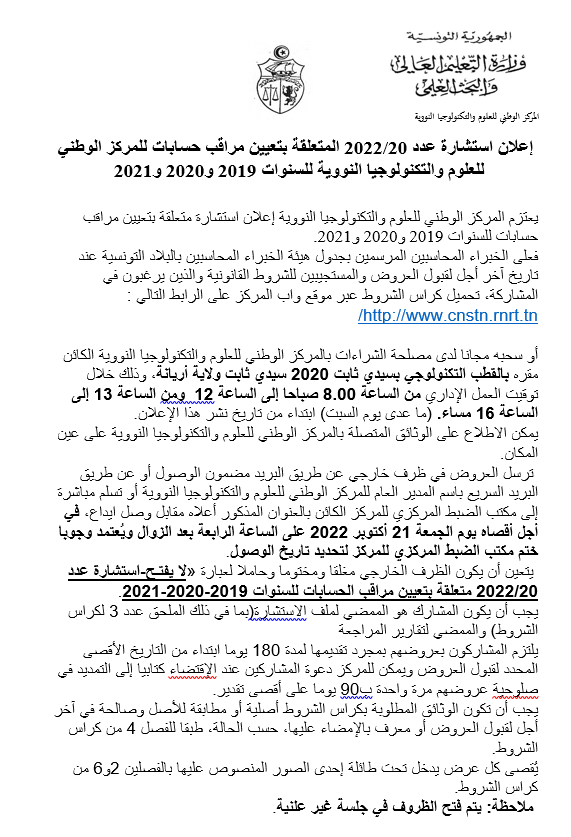 الجمهورية التونسية
وزارة التعليم العالي
والبحث العلمي
المركز الوطني للعلوم والتكنولوجيا النووية
إعلان استشارة عدد 2022/20 المتعلقة بتعيين مراقب حسابات للمركز الوطني
للعلوم والتكنولوجيا النووية للسنوات 2019 و2020 و2021
يعتزم المركز الوطني للعلوم والتكنولوجيا النووية إعلان استشارة متعلقة بتعيين مراقب
حسابات للسنوات 2019 و2020 و2021.
فعلى الخبراء المحاسبين المرسمين بجدول هيئة الخبراء المحاسبين بالبلاد التونسية عند
تاريخ آخر أجل لقبول العروض والمستجيبين للشروط القانونية والذين يرغبون في
المشاركة، تحميل كراس الشروط عبر موقع واب المركز على الرابط التالي :
http://www.cnstn.rnrt.tn/
أو سحبه مجانا لدى مصلحة الشراءات بالمركز الوطني للعلوم والتكنولوجيا النووية الكائن
مقره بالقطب التكنولوجي بسيدي ثابت 2020 سيدي ثابت ولاية أريانة، وذلك خلال
توقيت العمل الإداري من الساعة 8.00 صباحا إلى الساعة 12 ومن الساعة 13 إلى
الساعة 16 مساء. (ما عدى يوم السبت) ابتداء من تاريخ نشر هذا الإعلان.
يمكن الاطلاع على الوثائق المتصلة بالمركز الوطني للعلوم والتكنولوجيا النووية على عين
المكان.
ترسل العروض في ظرف خارجي عن طريق البريد مضمون الوصول أو عن طريق
البريد السريع باسم المدير العام للمركز الوطني للعلوم والتكنولوجيا النووية أو تسلم مباشرة
إلى مكتب الضبط المركزي للمركز الكائن بالعنوان المذكور أعلاه مقابل وصل ايداع، في
أجل أقصاه يوم الجمعة 21 أكتوبر 2022 على الساعة الرابعة بعد الزوال ويُعتمد وجوبا
ختم مكتب الضبط المركزي للمركز لتحديد تاريخ الوصول.
يتعين أن يكون الظرف الخارجي مغلقا ومختوما وحاملا لعبارة «لا يفتح-استشارة عدد
2022/20 متعلقة بتعيين مراقب الحسابات للسنوات 2019-2020-2021.
يجب أن يكون المشارك هو الممضي لملف الاستشارة(بما في ذلك الملحق عدد 3 لكراس
الشروط) والممضي لتقارير المراجعة
يلتزم المشاركون بعروضهم بمجرد تقديمها لمدة 180 يوما ابتداء من التاريخ الأقصى
المحدد لقبول العروض ويمكن للمركز دعوة المشاركين عند الإقتضاء كتابيا إلى التمديد في
صلوحية عروضهم مرة واحدة ب90 يوما على أقصى تقدير.
يجب أن تكون الوثائق المطلوبة بكراس الشروط أصلية أو مطابقة للأصل وصالحة في آخر
أجل لقبول العروض أو معرف بالإمضاء عليها، حسب الحالة، طبقا للفصل 4 من كراس
الشروط.
يُقصى كل عرض يدخل تحت طائلة إحدى الصور المنصوص عليها بالفصلين 2و6 من
كراس الشروط.
ملاحظة: يتم فتح الظروف في جلسة غير علنية.